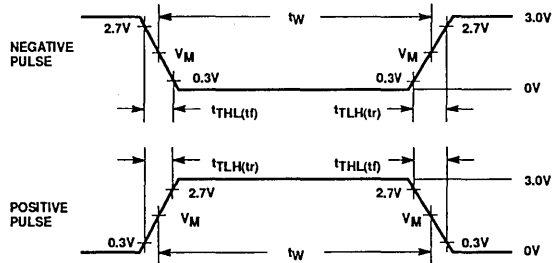 tW
3.0V
2.7V
2.7V
NEGATIVE
PULSE
VM
VM
0.3V
0.3V
0V
tTHL(tf)
tTLH(tr)
tTLH(tr)
tTHL(tf)
3.0V
2.7V
2.7V
POSITIVE
PULSE
VM
VM
0.3V
0.3V
0V
tW